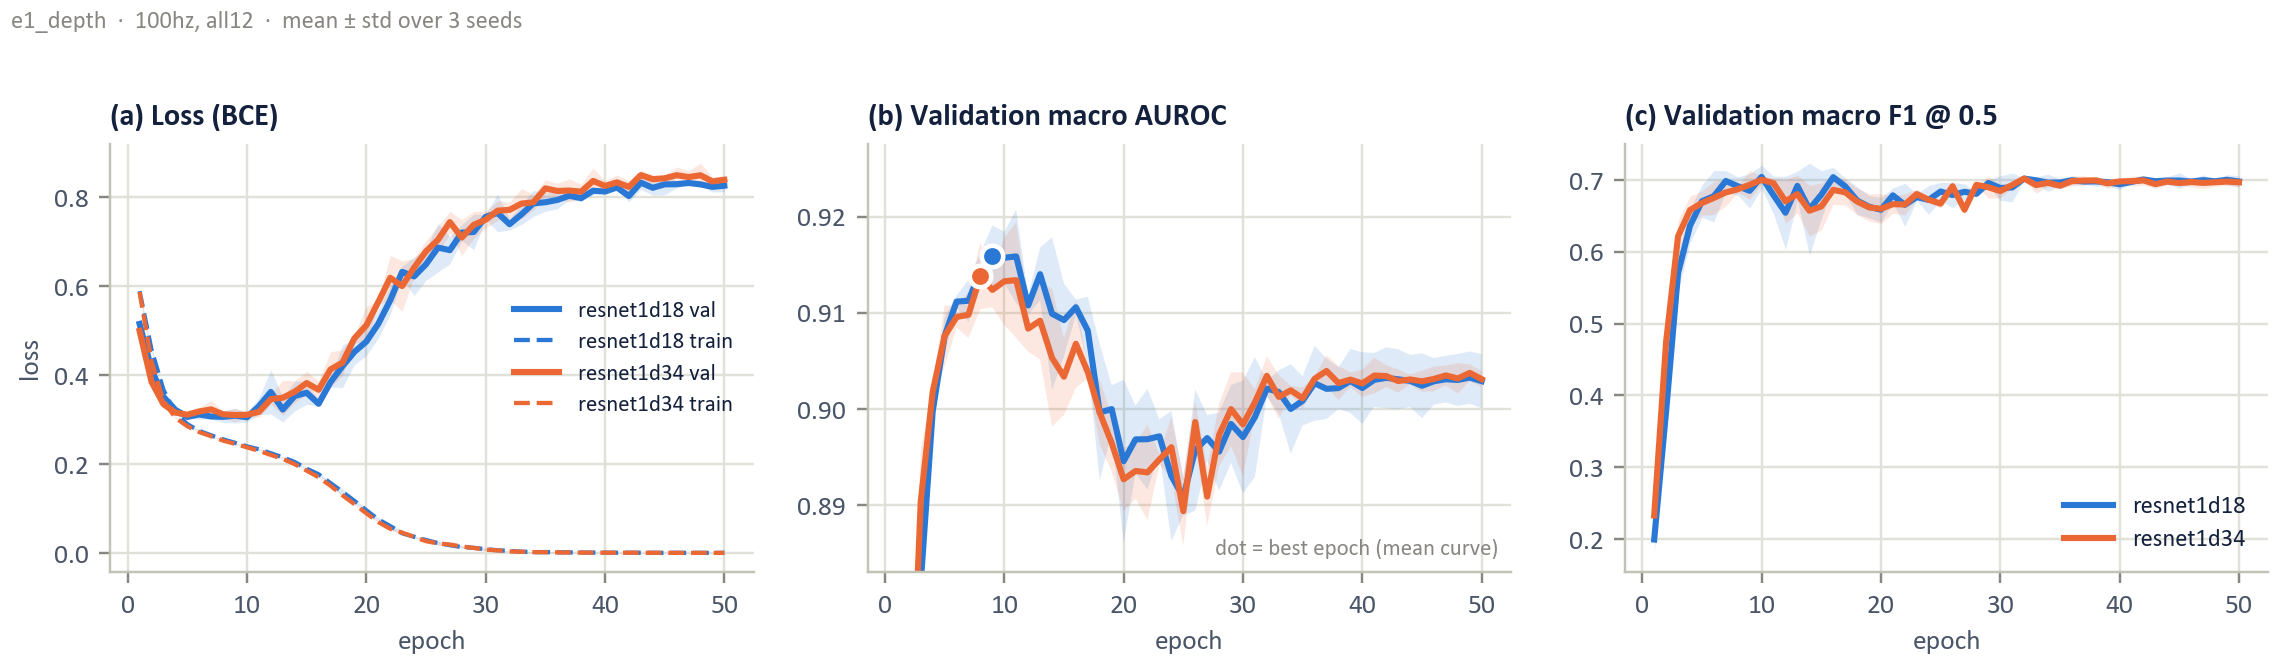 e1_depth · 100hz, all12 · mean ± std over 3 seeds
(a) Loss (BCE)
0.8
0.6
0.4
0.2
0.0
loss
0 10 20 30 40 50
epoch
resnet1d18 val
resnet1d18 train
resnet1d34 val
resnet1d34 train
(b) Validation macro AUROC
0.92
0.91
0.90
0.89
dot = best epoch (mean curve)
0 10 20 30 40 50
epoch
(c) Validation macro F1 @ 0.5
0.7
0.6
0.5
0.4
0.3
0.2
resnet1d18
resnet1d34
0 10 20 30 40 50
epoch